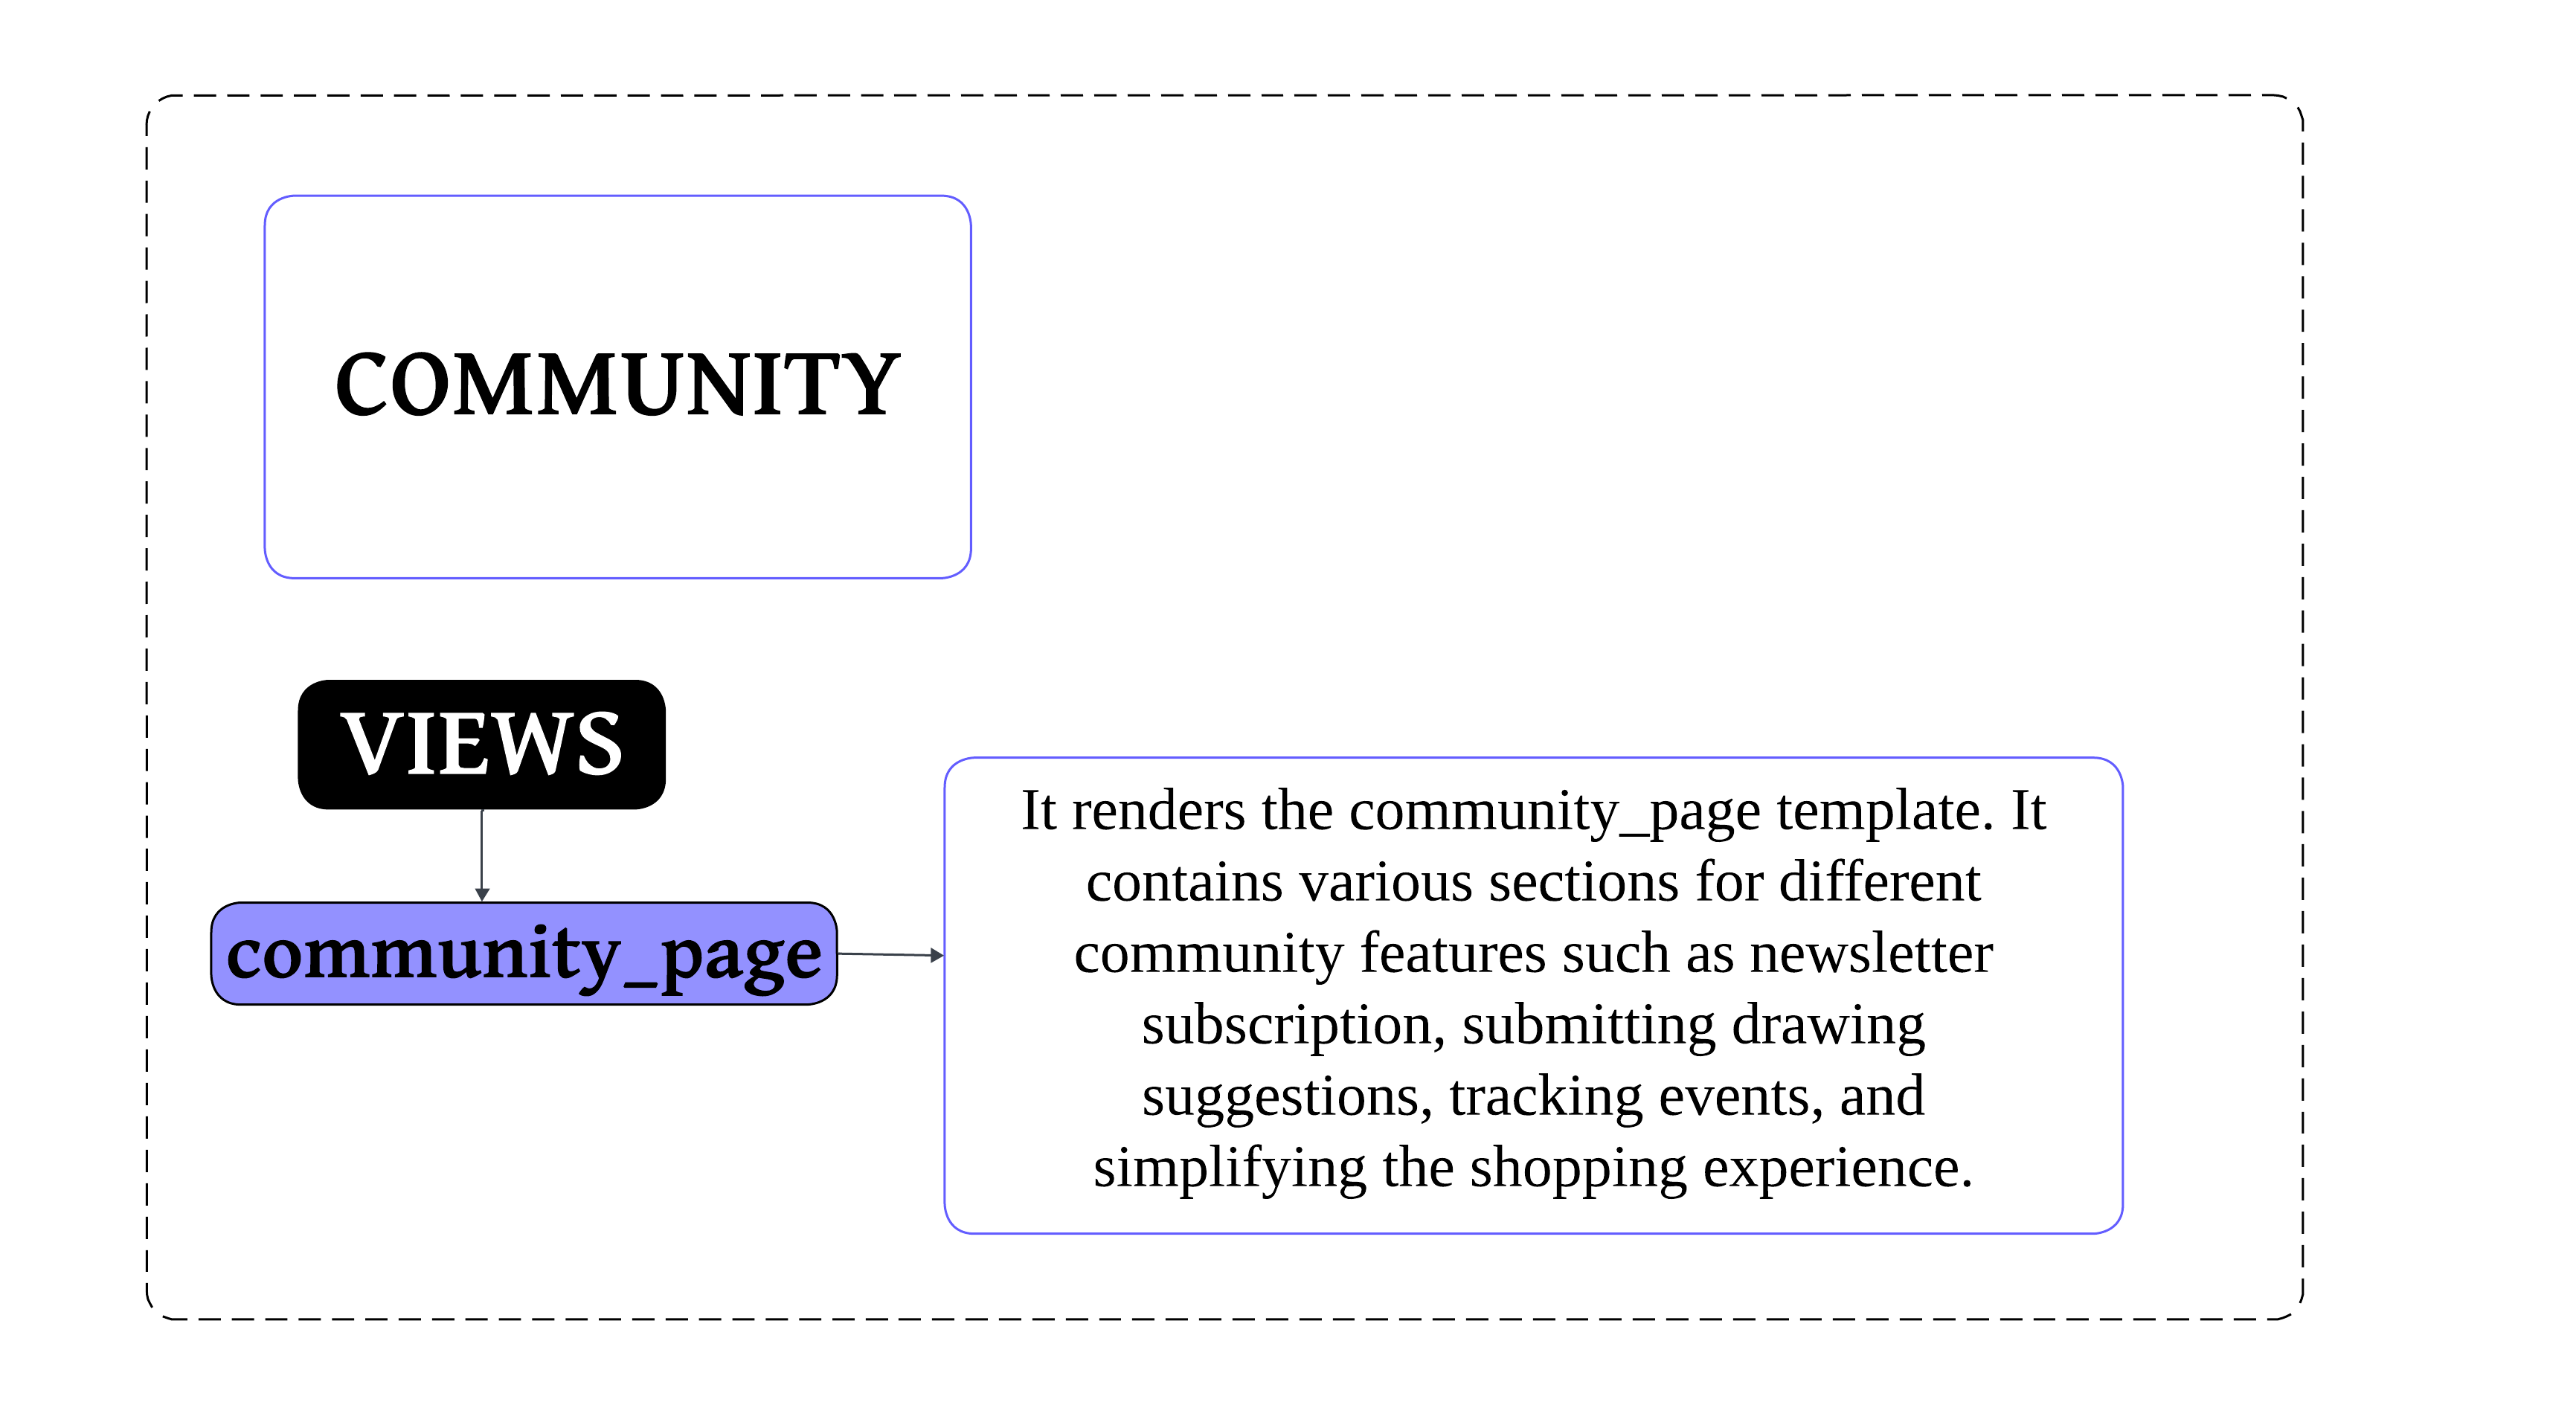 COMMUNITY
VIEWS
community_page
It renders the community_page template. It
contains various sections for different
community features such as newsletter
subscription, submitting drawing
suggestions, tracking events, and
simplifying the shopping experience.